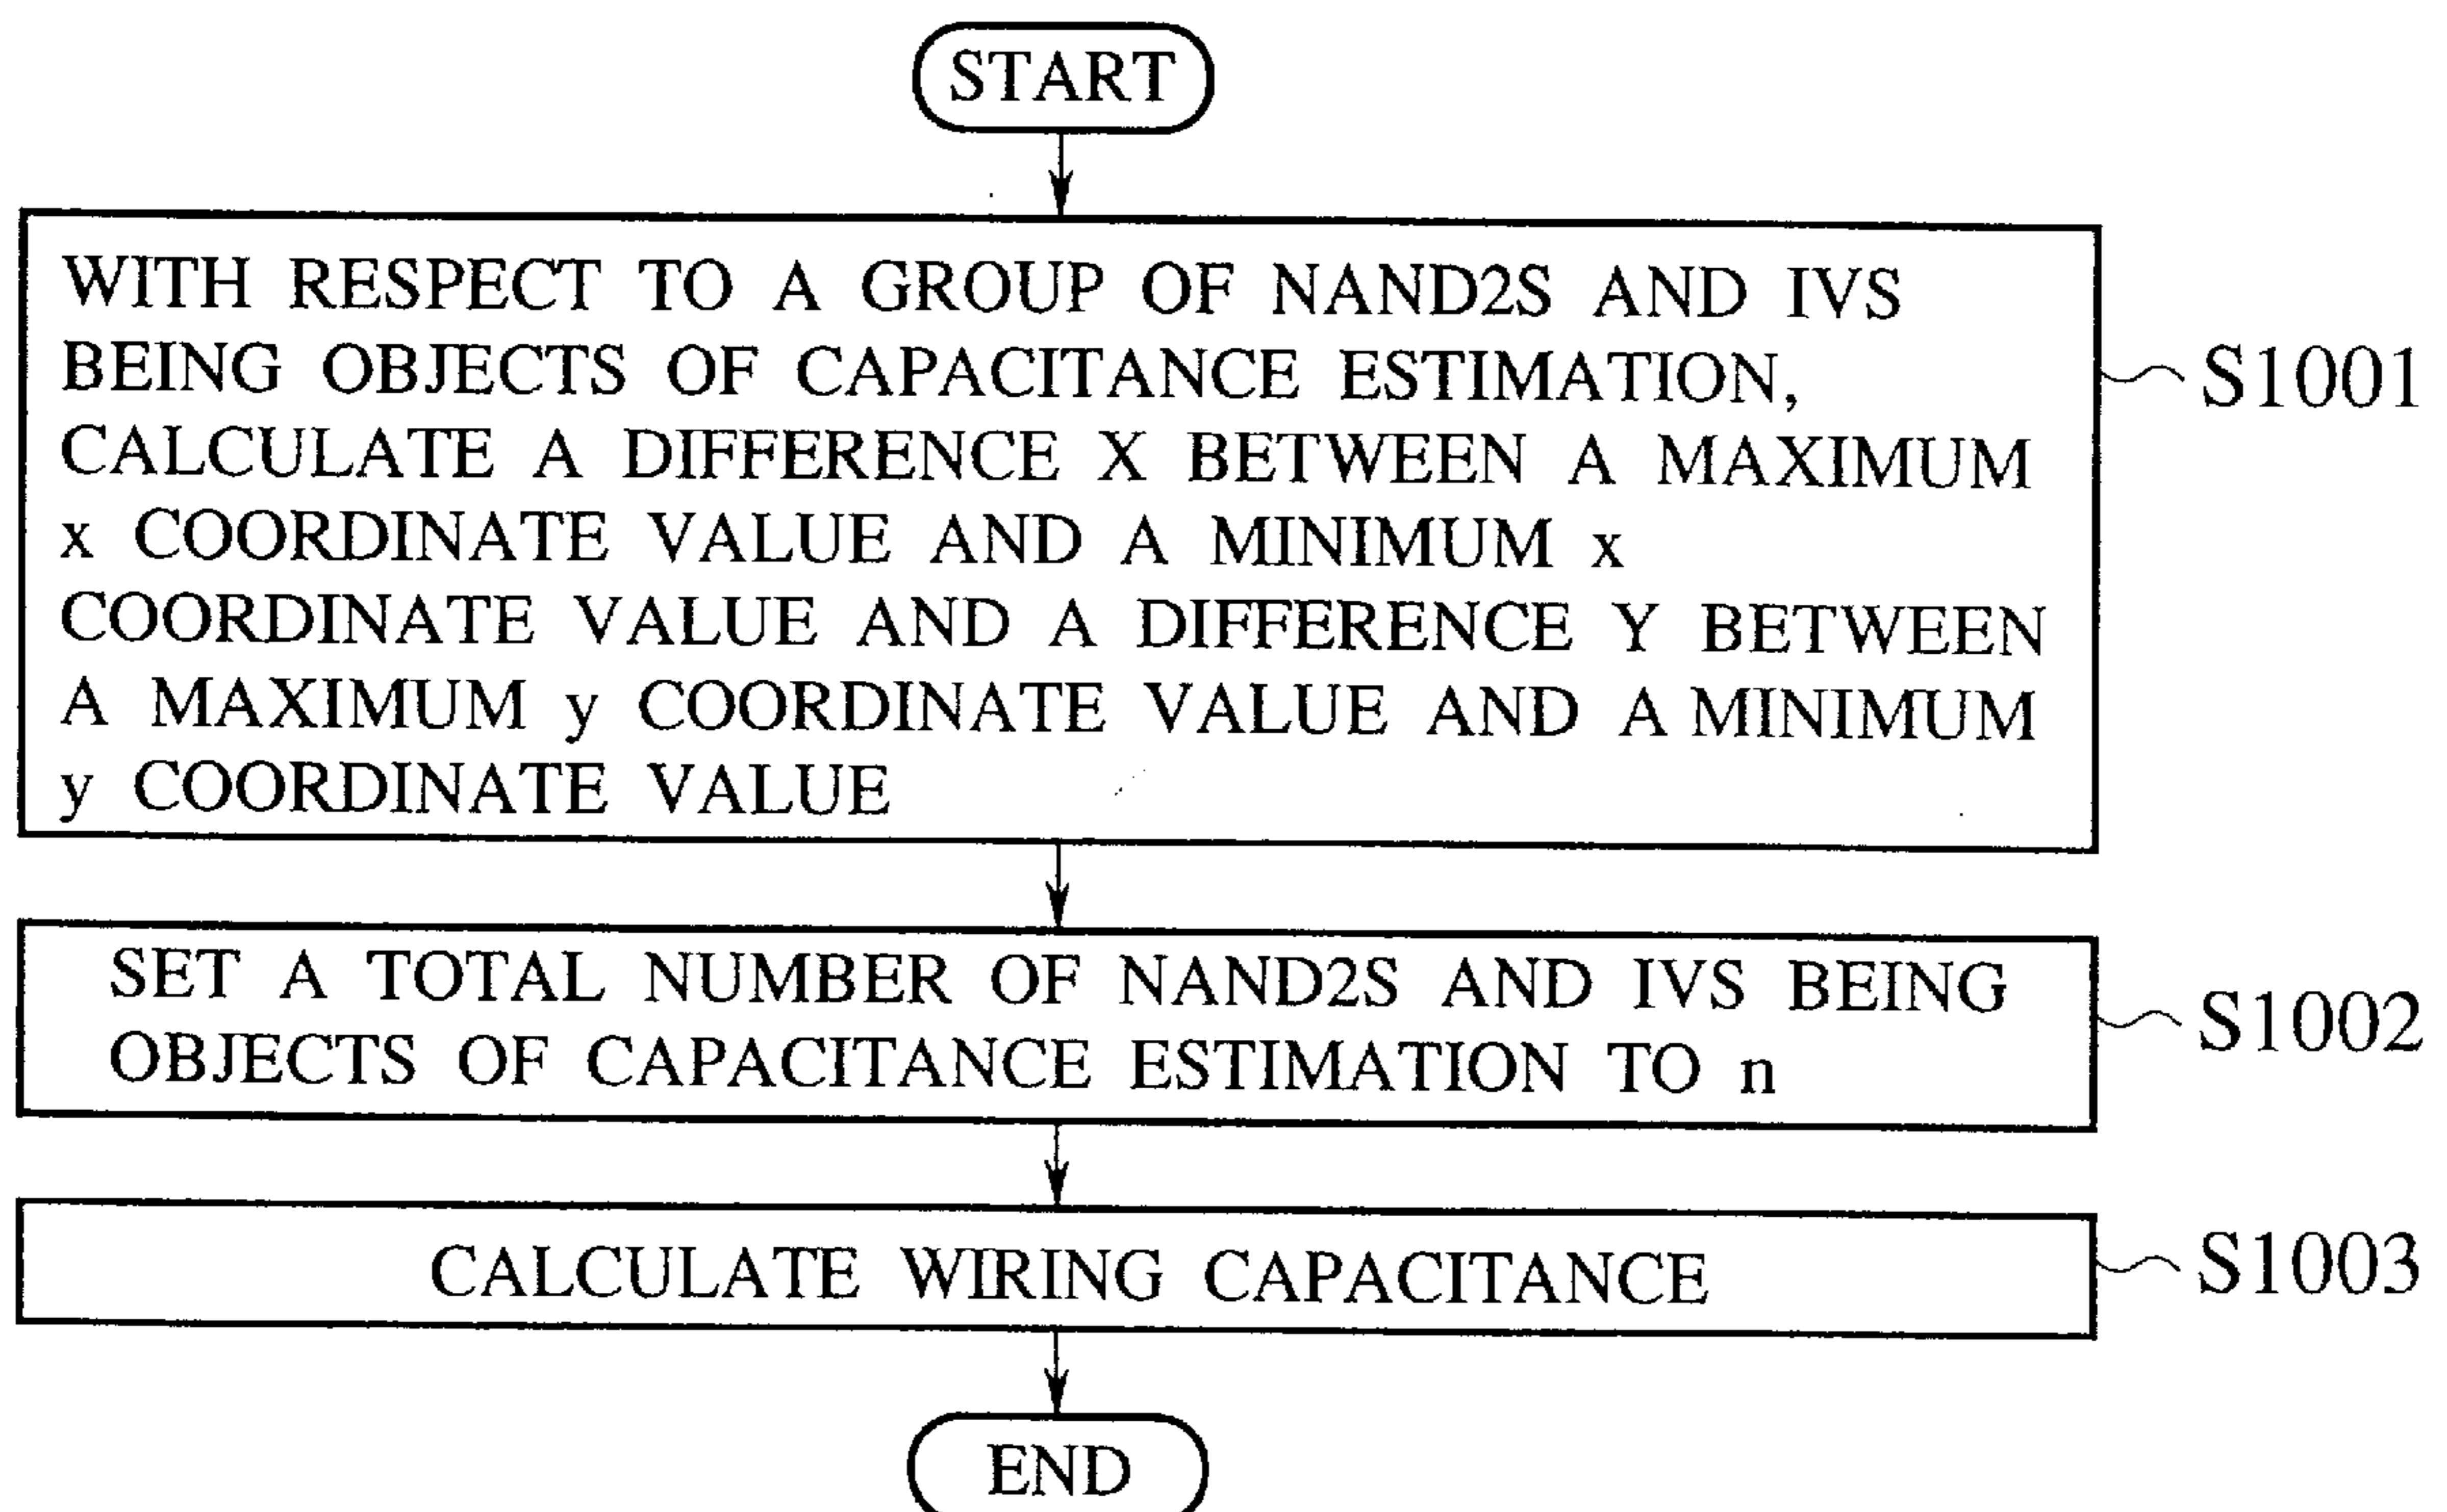 START
WITH RESPECT TO A GROUP OF NAND2S AND IVS
BEING OBJECTS OF CAPACITANCE ESTIMATION,
CALCULATE A DIFFERENCE X BETWEEN A MAXIMUM
x COORDINATE VALUE AND A MINIMUM x
COORDINATE VALUE AND A DIFFERENCE Y BETWEEN
A MAXIMUM y COORDINATE VALUE AND A MINIMUM
y COORDINATE VALUE
S1001
SET A TOTAL NUMBER OF NAND2S AND IVS BEING
OBJECTS OF CAPACITANCE ESTIMATION TO n
S1002
CALCULATE WIRING CAPACITANCE
S1003
END